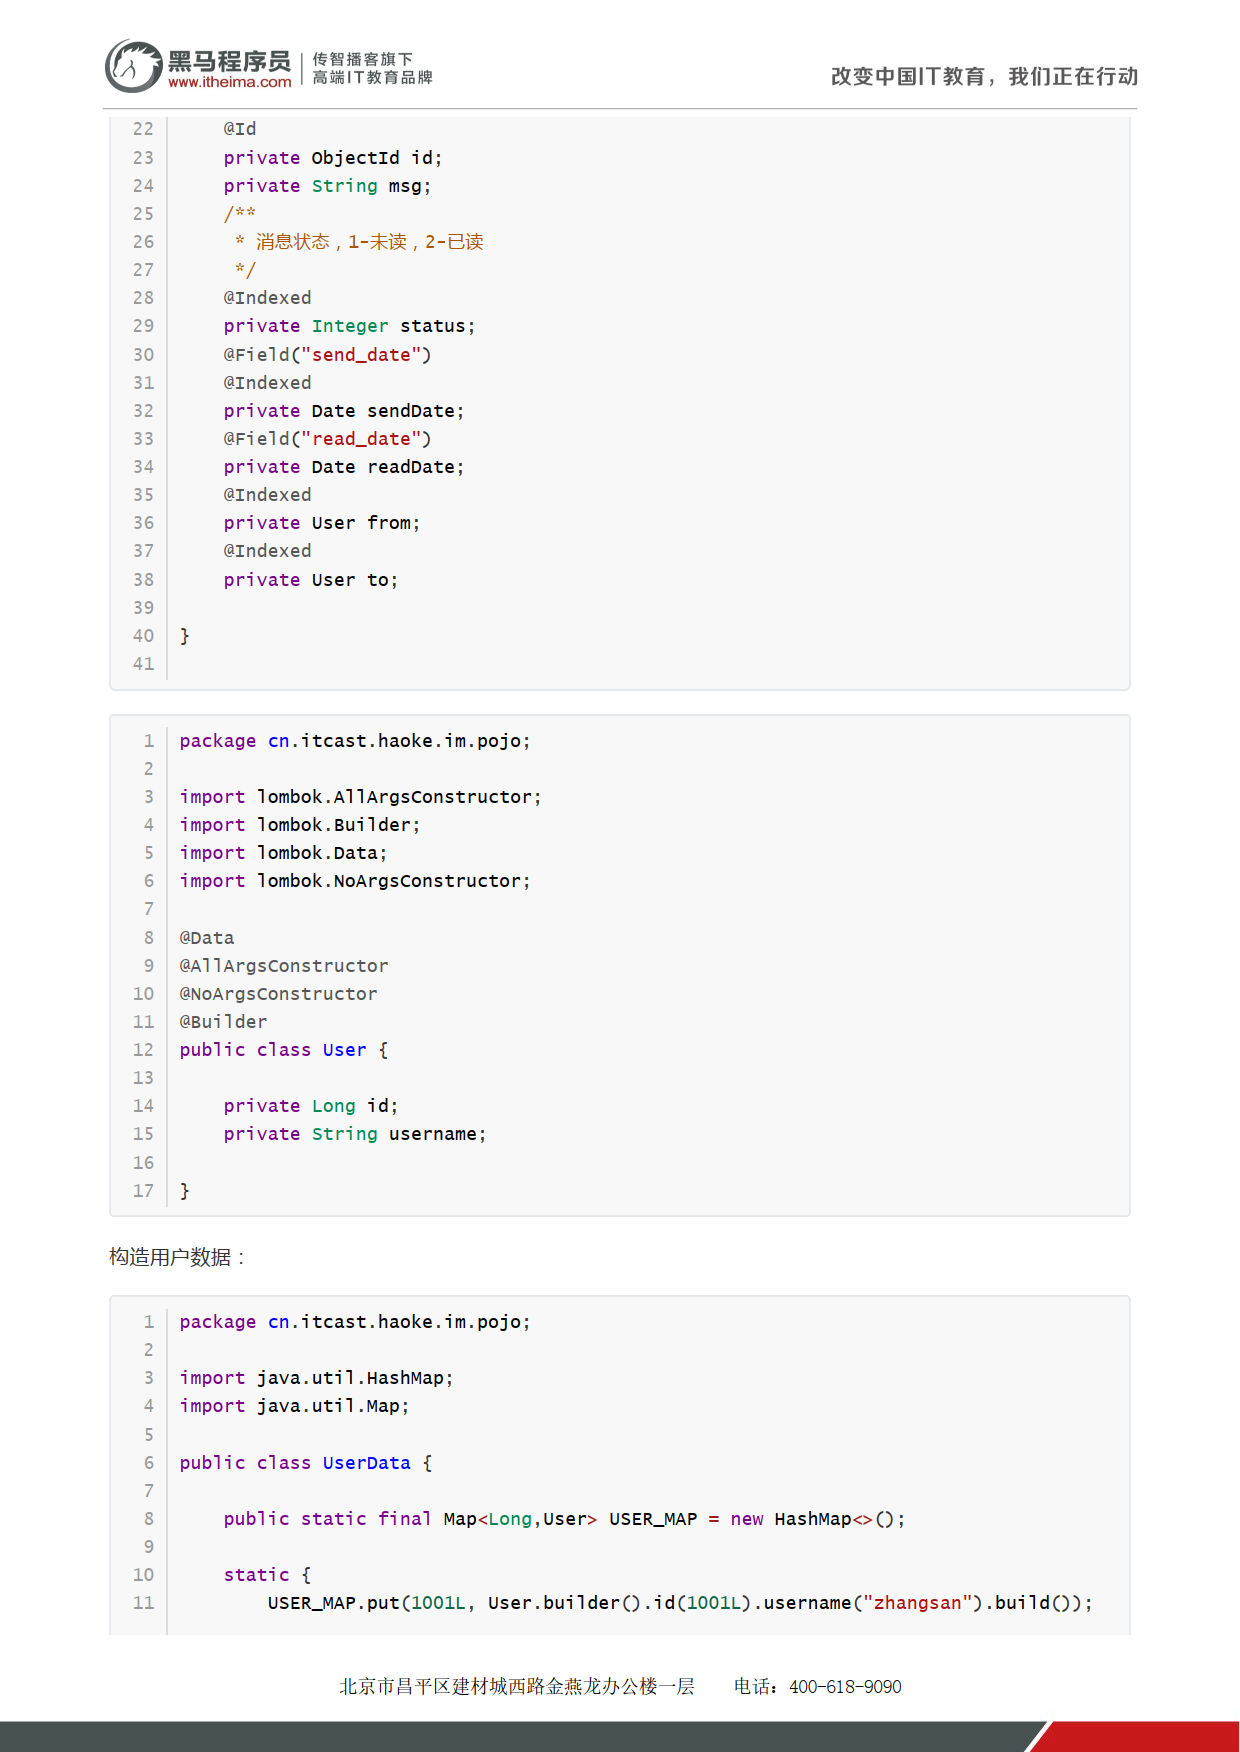 黑马程序员
www.itheima.com
传智播客旗下
高端IT教育品牌
改变中国IT教育，我们正在行动
22     @Id
23     private ObjectId id;
24     private String msg;
25     /**
26      * 消息状态，1-未读，2-已读
27      */
28     @Indexed
29     private Integer status;
30     @Field("send_date")
31     @Indexed
32     private Date sendDate;
33     @Field("read_date")
34     private Date readDate;
35     @Indexed
36     private User from;
37     @Indexed
38     private User to;
39
40 }
41
1 package cn.itcast.haoke.im.pojo;
2
3 import lombok.AllArgsConstructor;
4 import lombok.Builder;
5 import lombok.Data;
6 import lombok.NoArgsConstructor;
7
8 @Data
9 @AllArgsConstructor
10 @NoArgsConstructor
11 @Builder
12 public class User {
13
14     private Long id;
15     private String username;
16
17 }
构造用户数据：
1 package cn.itcast.haoke.im.pojo;
2
3 import java.util.HashMap;
4 import java.util.Map;
5
6 public class UserData {
7
8     public static final Map<Long,User> USER_MAP = new HashMap<>();
9
10     static {
11         USER_MAP.put(1001L, User.builder().id(1001L).username("zhangsan").build());
北京市昌平区建材城西路金燕龙办公楼一层 电话：400-618-9090